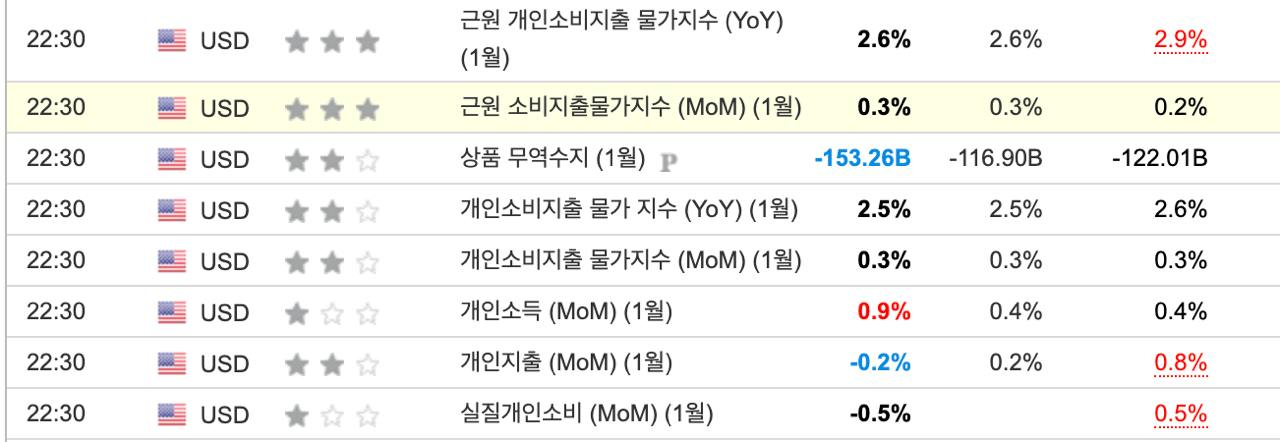 22:30 USD 근원 개인소비지출 물가지수 (YoY) (1월) 2.6% 2.6% 2.9%
22:30 USD 근원 소비지출물가지수 (MoM) (1월) 0.3% 0.3% 0.2%
22:30 USD 상품 무역수지 (1월) P -153.26B -116.90B -122.01B
22:30 USD 개인소비지출 물가 지수 (YoY) (1월) 2.5% 2.5% 2.6%
22:30 USD 개인소비지출 물가지수 (MoM) (1월) 0.3% 0.3% 0.3%
22:30 USD 개인소득 (MoM) (1월) 0.9% 0.4% 0.4%
22:30 USD 개인지출 (MoM) (1월) -0.2% 0.2% 0.8%
22:30 USD 실질개인소비 (MoM) (1월) -0.5% 0.5%